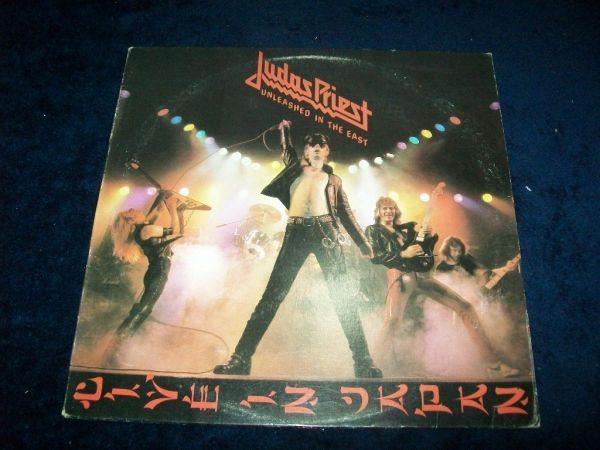 Judas Priest
UNLEASHED IN THE EAST
LIVE IN JAPAN